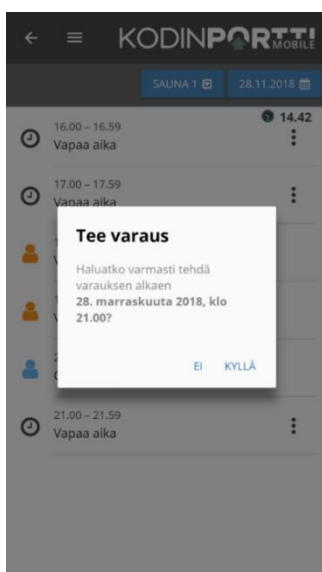 KODINPORTTI
MOBILE
SAUNA 1
28.11.2018
14.42
16.00 – 16.59
Vapaa aika
17.00 – 17.59
Vapaa aika
Tee varaus
Haluatko varmasti tehdä
varauksen alkaen
28. marraskuuta 2018, klo
21.00?
EI KYLLÄ
21.00 – 21.59
Vapaa aika